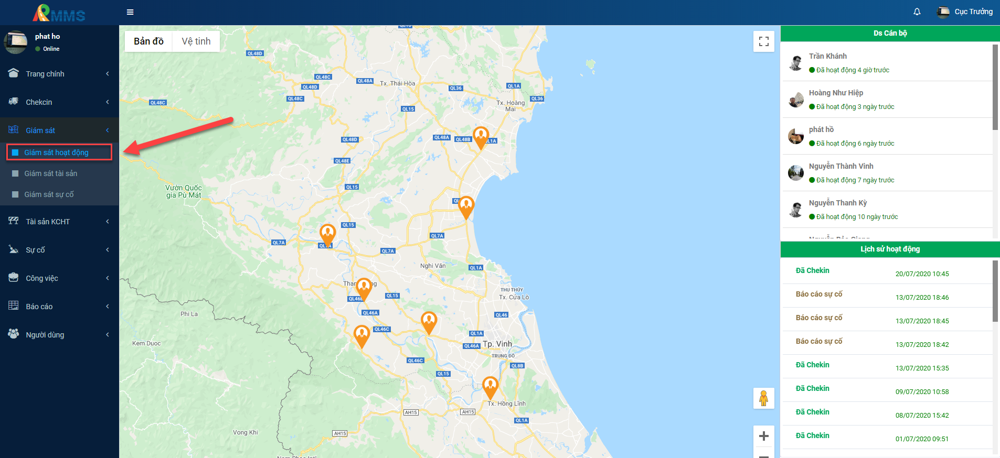 RMMS
Cục Trưởng
phat ho
Online
Trang chính
Chekcin
Giám sát
Giám sát hoạt động
Giám sát tài sản
Giám sát sự cố
Tài sản KCHT
Sự cố
Công việc
Báo cáo
Người dùng
Bản đồ
Vệ tinh
QL15
QL48D
QL48C
QL48A
QL48D
Tx. Thái Hòa
QL36
QL1A
QL48C
QL36
QL48C
Tx. Hoàng
Mai
QL15
QL48D
QL48A
QL48B
QL1A
QL48E
QL15
Vườn Quốc
gia Pù Mát
QL15
QL7A
QL7A
QL7A
QL7A
Nghi Văn
QL1A
THU THỦY
Tx. Cửa Lò
QL15
QL46B
QL46A
QL46
Phi La
QL46C
QL1A
Kem Duoc
QL46A
Tp. Vinh
TRUNG ĐÔ
QL46C
QL8B
QL15
Tx. Hồng Lĩnh
AH15
AH15
QL1A
Vong Khi
AH15
Ds Cán bộ
Trần Khánh
Đã hoạt động 4 giờ trước
Hoàng Như Hiệp
Đã hoạt động 3 ngày trước
phát hồ
Đã hoạt động 6 ngày trước
Nguyễn Thành Vinh
Đã hoạt động 7 ngày trước
Nguyễn Thanh Kỳ
Đã hoạt động 10 ngày trước
Lịch sử hoạt động
Đã Chekin 20/07/2020 10:45
Báo cáo sự cố 13/07/2020 18:46
Báo cáo sự cố 13/07/2020 18:45
Báo cáo sự cố 13/07/2020 18:42
Đã Chekin 13/07/2020 15:35
Đã Chekin 09/07/2020 10:58
Đã Chekin 08/07/2020 15:42
Đã Chekin 01/07/2020 09:51